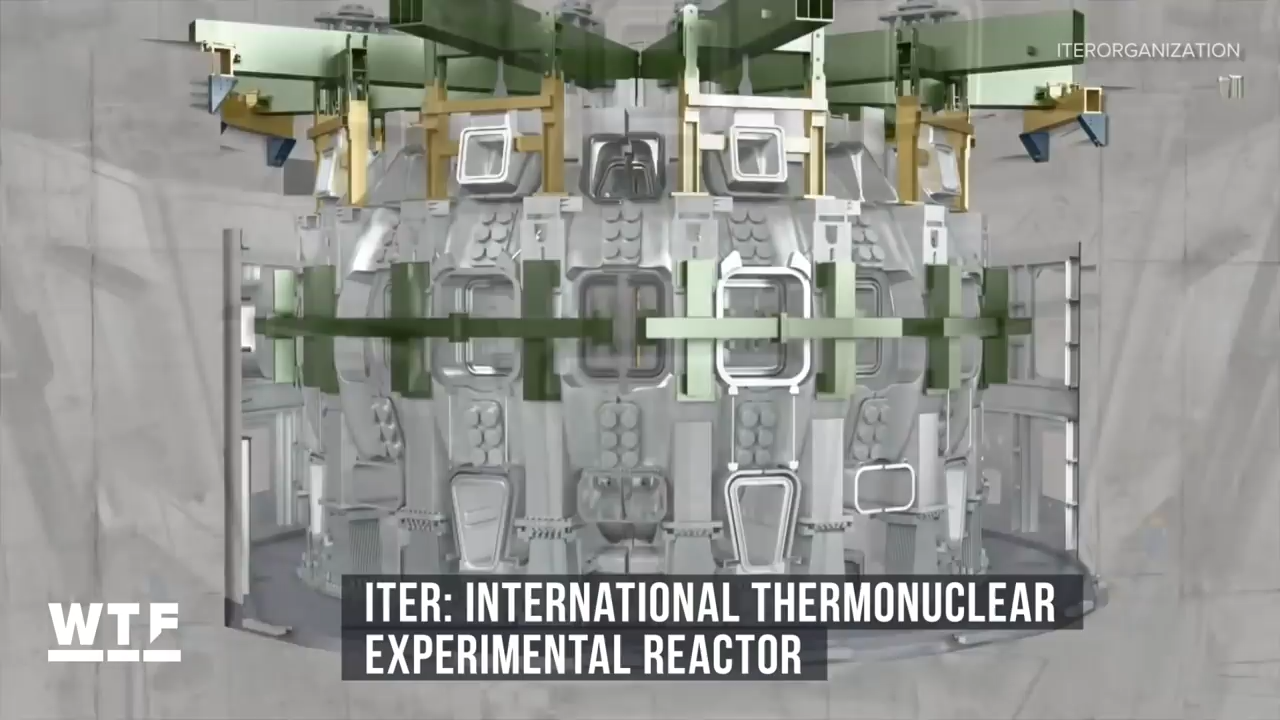 ITERORGANIZATION
ITER: INTERNATIONAL THERMONUCLEAR
EXPERIMENTAL REACTOR
WTF